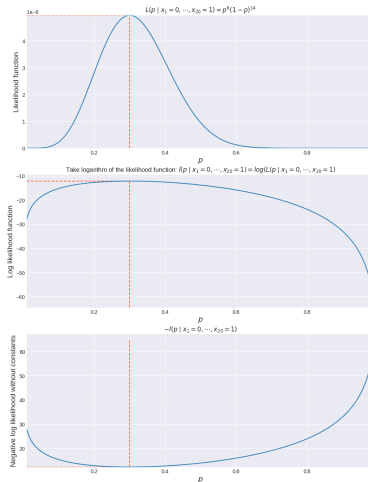 L(p | x₁ = 0, ⋯, x₂₀ = 1) = p⁶(1 − p)¹⁴
1e−6
Likelihood function
4
3
2
1
0
0.2 0.4 0.6 0.8
p
Take logarithm of the likelihood function: l(p | x₁ = 0, ⋯, x₂₀ = 1) = log(L(p | x₁ = 0, ⋯, x₂₀ = 1)
Log likelihood function
−10
−20
−30
−40
−50
−60
0.2 0.4 0.6 0.8
p
−l(p | x₁ = 0, ⋯, x₂₀ = 1)
Negative log likelihood without constants
60
50
40
30
20
0.2 0.4 0.6 0.8
p